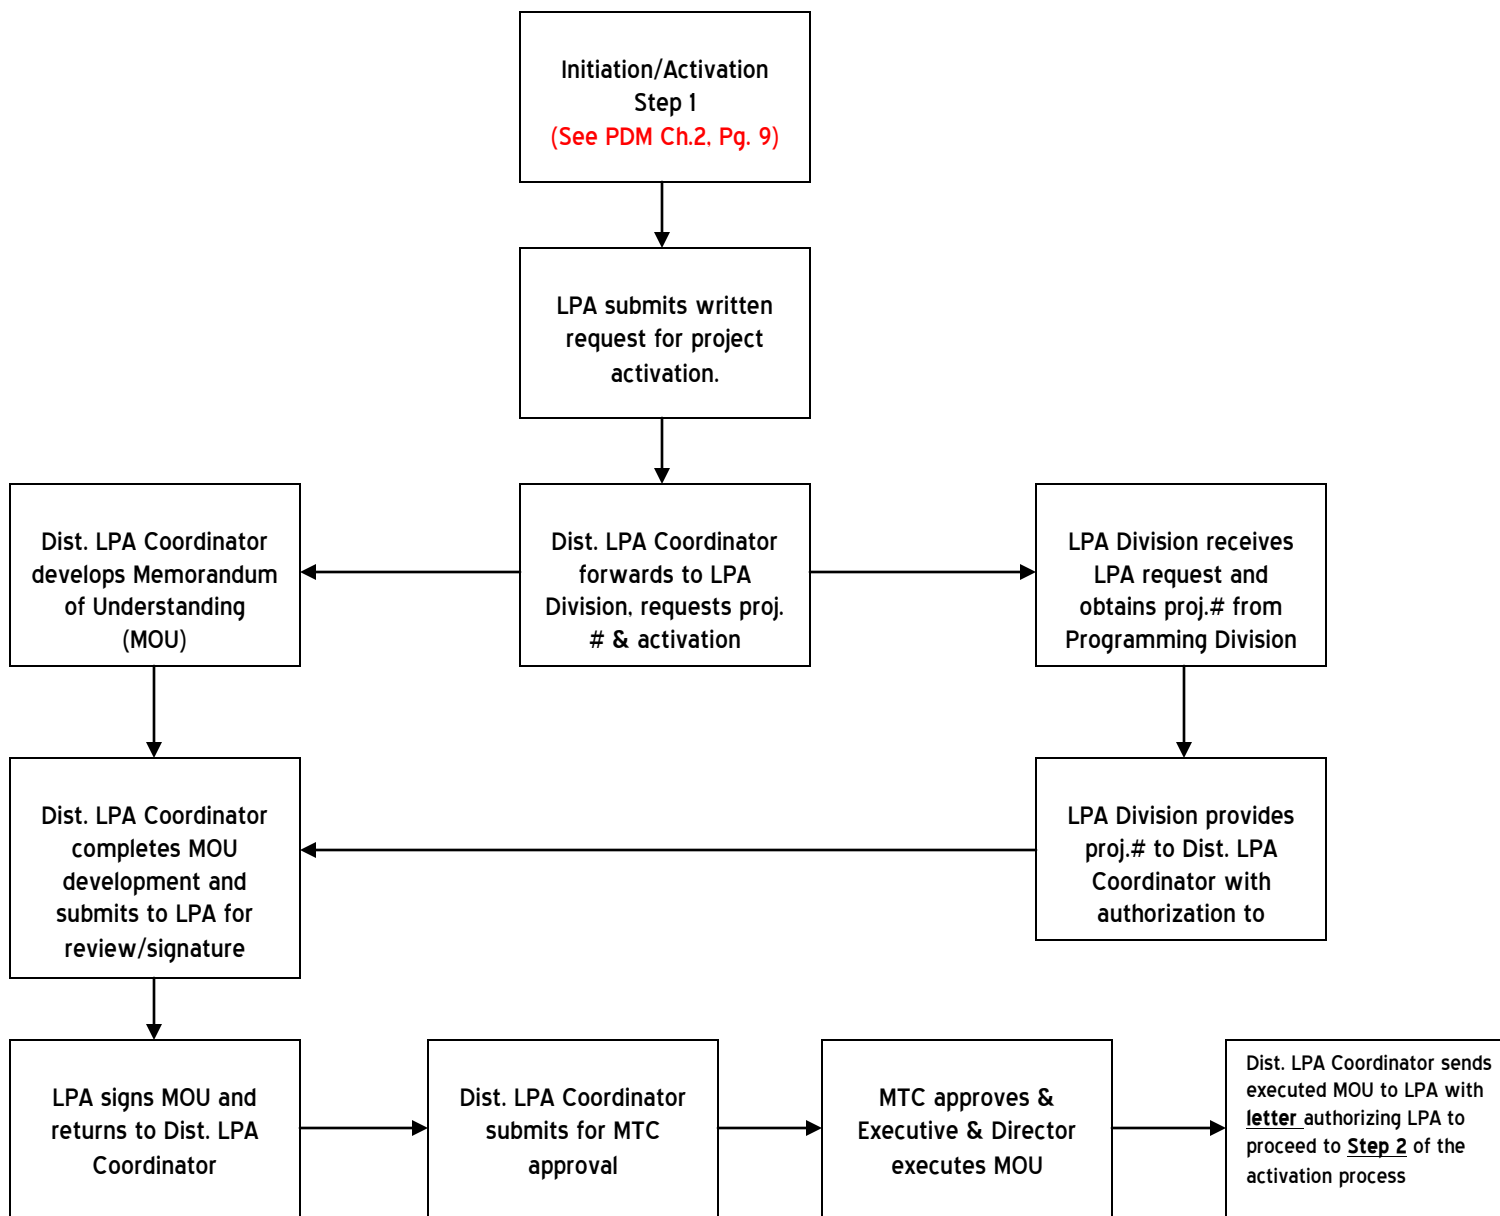 Initiation/Activation
Step 1
(See PDM Ch.2, Pg. 9)
LPA submits written
request for project
activation.
Dist. LPA Coordinator
develops Memorandum
of Understanding
(MOU)
Dist. LPA Coordinator
forwards to LPA
Division, requests proj.
# & activation
LPA Division receives
LPA request and
obtains proj.# from
Programming Division
Dist. LPA Coordinator
completes MOU
development and
submits to LPA for
review/signature
LPA Division provides
proj.# to Dist. LPA
Coordinator with
authorization to
LPA signs MOU and
returns to Dist. LPA
Coordinator
Dist. LPA Coordinator
submits for MTC
approval
MTC approves &
Executive & Director
executes MOU
Dist. LPA Coordinator sends
executed MOU to LPA with
letter authorizing LPA to
proceed to Step 2 of the
activation process